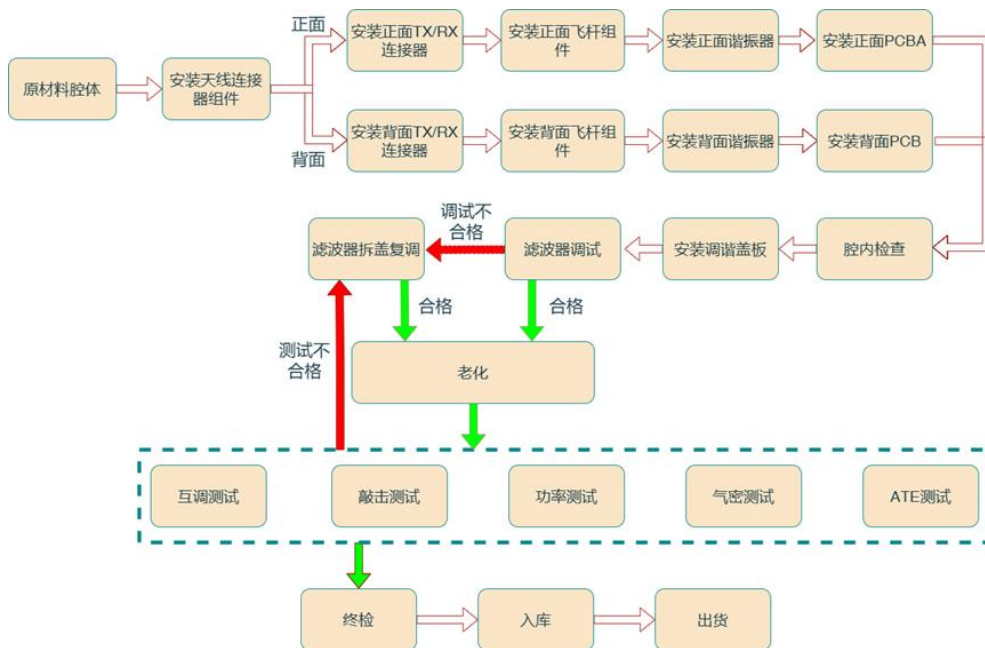 正面
安装正面TX/RX
连接器
安装正面飞杆组
件
安装正面谐振器
安装正面PCBA
原材料腔体
安装天线连接
器组件
背面
安装背面TX/RX
连接器
安装背面飞杆组
件
安装背面谐振器
安装背面PCB
滤波器拆盖复调
调试不
合格
滤波器调试
安装调谐盖板
腔内检查
合格
合格
测试不
合格
老化
互调测试
敲击测试
功率测试
气密测试
ATE测试
终检
入库
出货